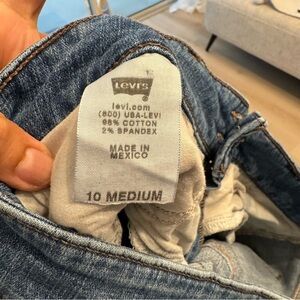 Levi's
levi.com
(800) USA-LEVI
98% COTTON
2% SPANDEX
MADE IN
MEXICO
10 MEDIUM